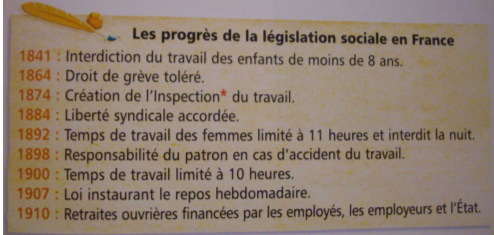 Les progrès de la législation sociale en France
1841 : Interdiction du travail des enfants de moins de 8 ans.
1864 : Droit de grève toléré.
1874 : Création de l'Inspection* du travail.
1884 : Liberté syndicale accordée.
1892 : Temps de travail des femmes limité à 11 heures et interdit la nuit.
1898 : Responsabilité du patron en cas d'accident du travail.
1900 : Temps de travail limité à 10 heures.
1907 : Loi instaurant le repos hebdomadaire.
1910 : Retraites ouvrières financées par les employés, les employeurs et l'État.